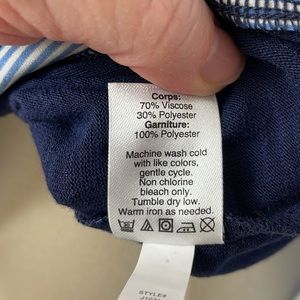 Corps:
70% Viscose
30% Polyester
Garniture:
100% Polyester
Machine wash cold
with like colors,
gentle cycle.
Non chlorine
bleach only.
Tumble dry low.
Warm iron as needed.
STYLE#